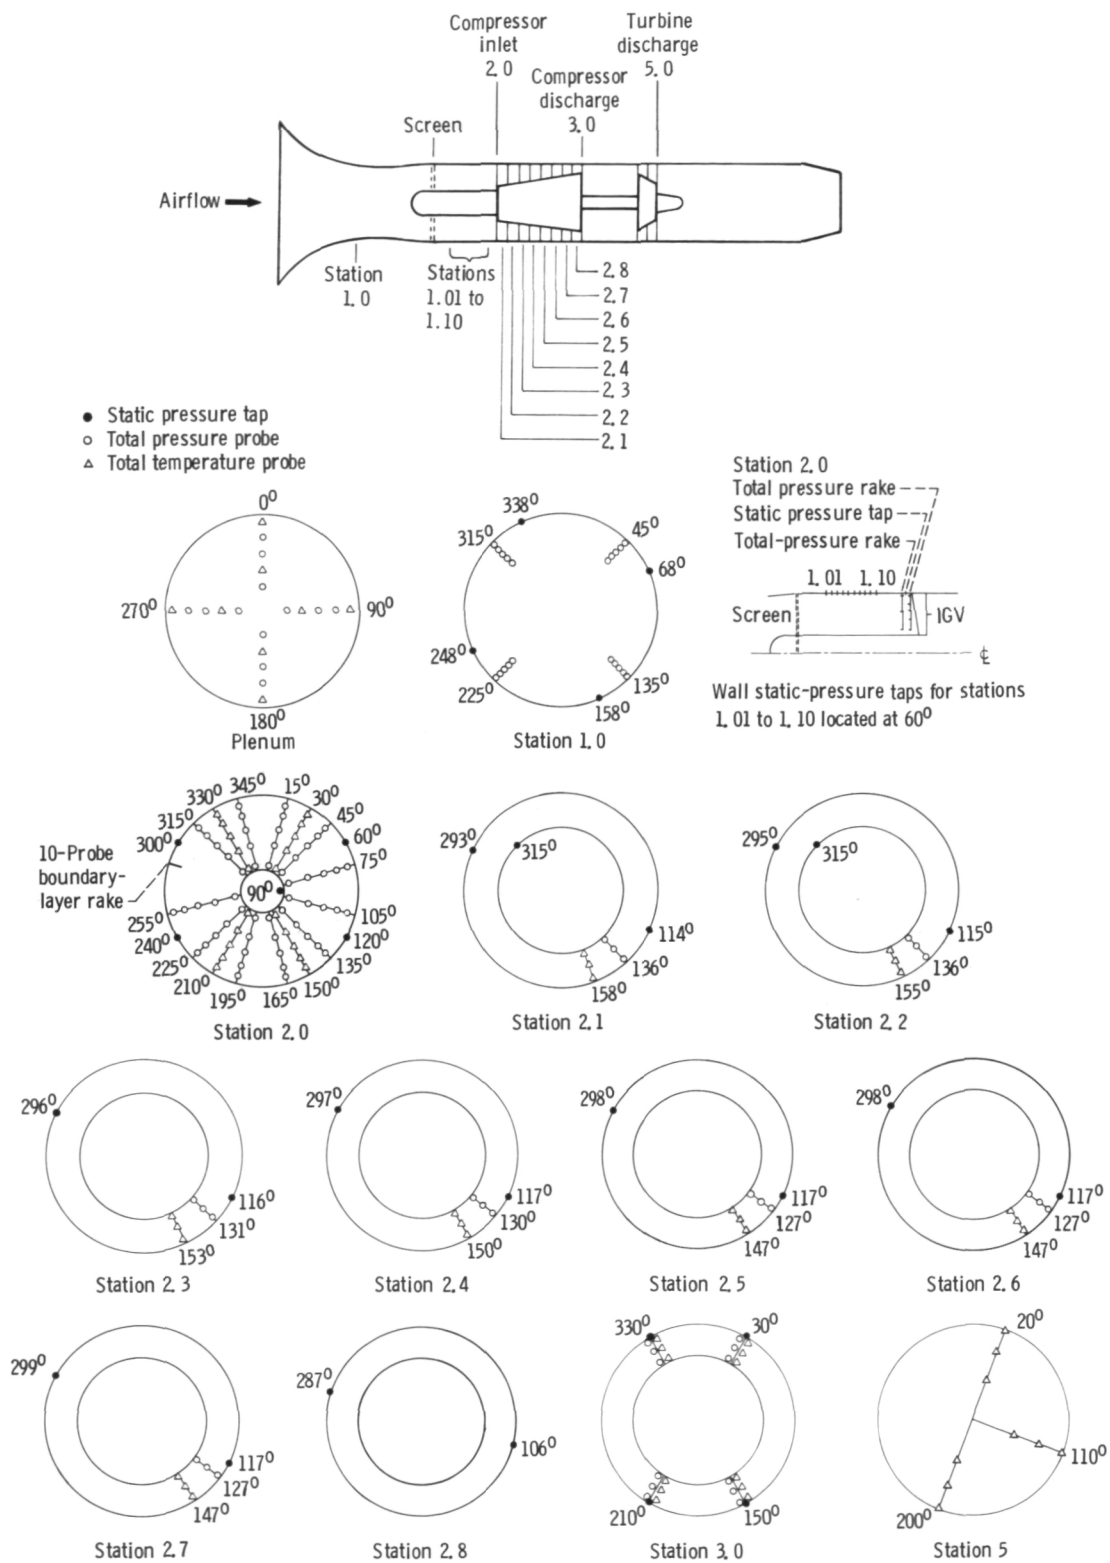 Compressor
inlet
2.0
Turbine
discharge
5.0
Compressor
discharge
3.0
Screen
Airflow
Station
1.0
Stations
1.01 to
1.10
2.8
2.7
2.6
2.5
2.4
2.3
2.2
2.1
Static pressure tap
Total pressure probe
Total temperature probe
0°
270°
90°
180°
Plenum
338°
315°
45°
68°
248°
225°
135°
158°
Station 1.0
Station 2.0
Total pressure rake
Static pressure tap
Total-pressure rake
1.01 1.10
Screen
IGV
℄
Wall static-pressure taps for stations
1.01 to 1.10 located at 60°
345°
15°
330°
30°
315°
45°
300°
60°
75°
10-Probe
boundary-
layer rake
90°
255°
105°
240°
120°
225°
135°
210°
150°
195°
165°
Station 2.0
293°
315°
114°
136°
158°
Station 2.1
295°
315°
115°
136°
155°
Station 2.2
296°
116°
131°
153°
Station 2.3
297°
117°
130°
150°
Station 2.4
298°
117°
127°
147°
Station 2.5
298°
117°
127°
147°
Station 2.6
299°
117°
127°
147°
Station 2.7
287°
106°
Station 2.8
330°
30°
210°
150°
Station 3.0
20°
110°
200°
Station 5